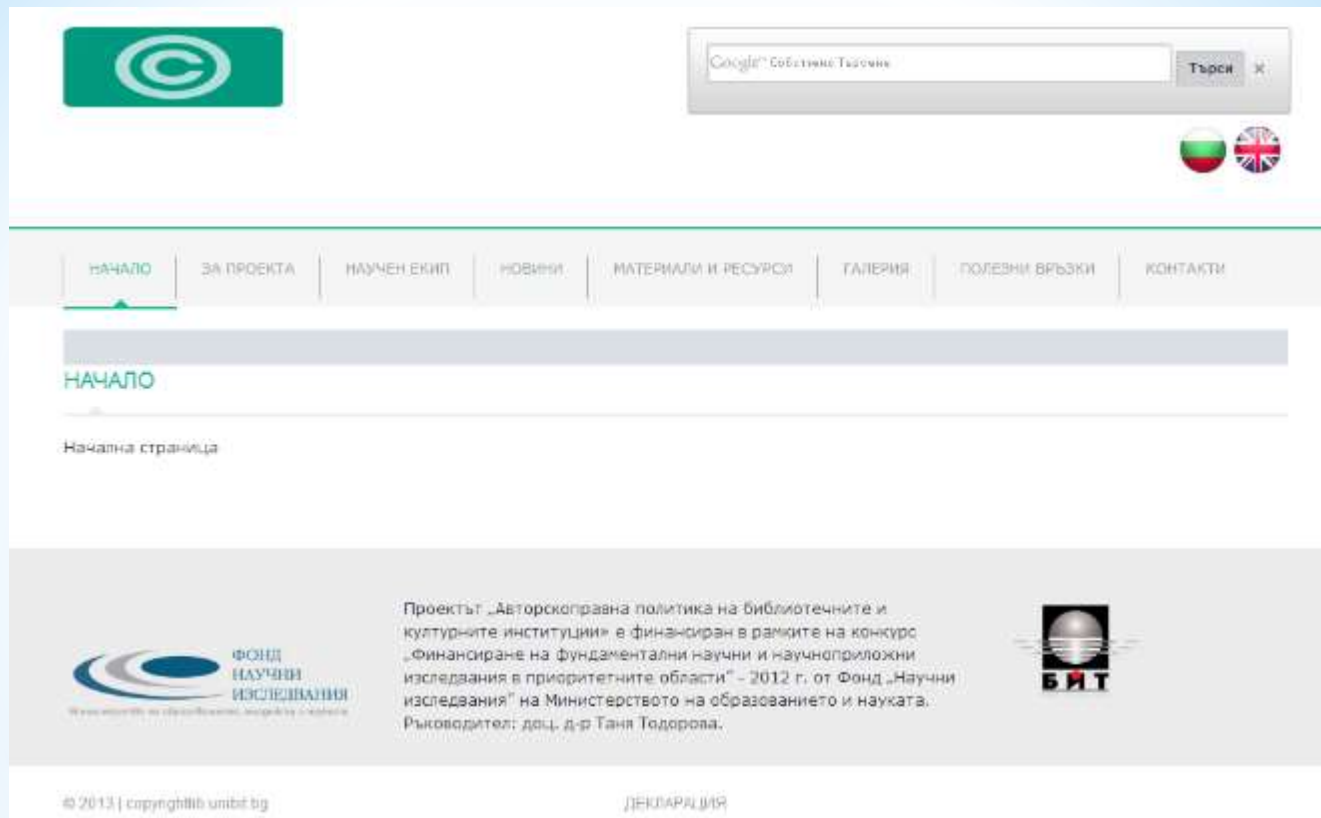 ©
Google™ Собствено Търсене
Търси ×
НАЧАЛО ЗА ПРОЕКТА НАУЧЕН ЕКИП НОВИНИ МАТЕРИАЛИ И РЕСУРСИ ГАЛЕРИЯ ПОЛЕЗНИ ВРЪЗКИ КОНТАКТИ
НАЧАЛО
Начална страница
ФОНД
НАУЧНИ
ИЗСЛЕДВАНИЯ
Проектът „Авторскоправна политика на библиотечните и
културните институции» е финансиран в рамките на конкурс
„Финансиране на фундаментални научни и научноприложни
изследвания в приоритетните области" - 2012 г. от Фонд „Научни
изследвания" на Министерството на образованието и науката.
Ръководител: доц. д-р Таня Тодорова.
БИТ
© 2013 | copyrightlib.unibit.bg
ДЕКЛАРАЦИЯ